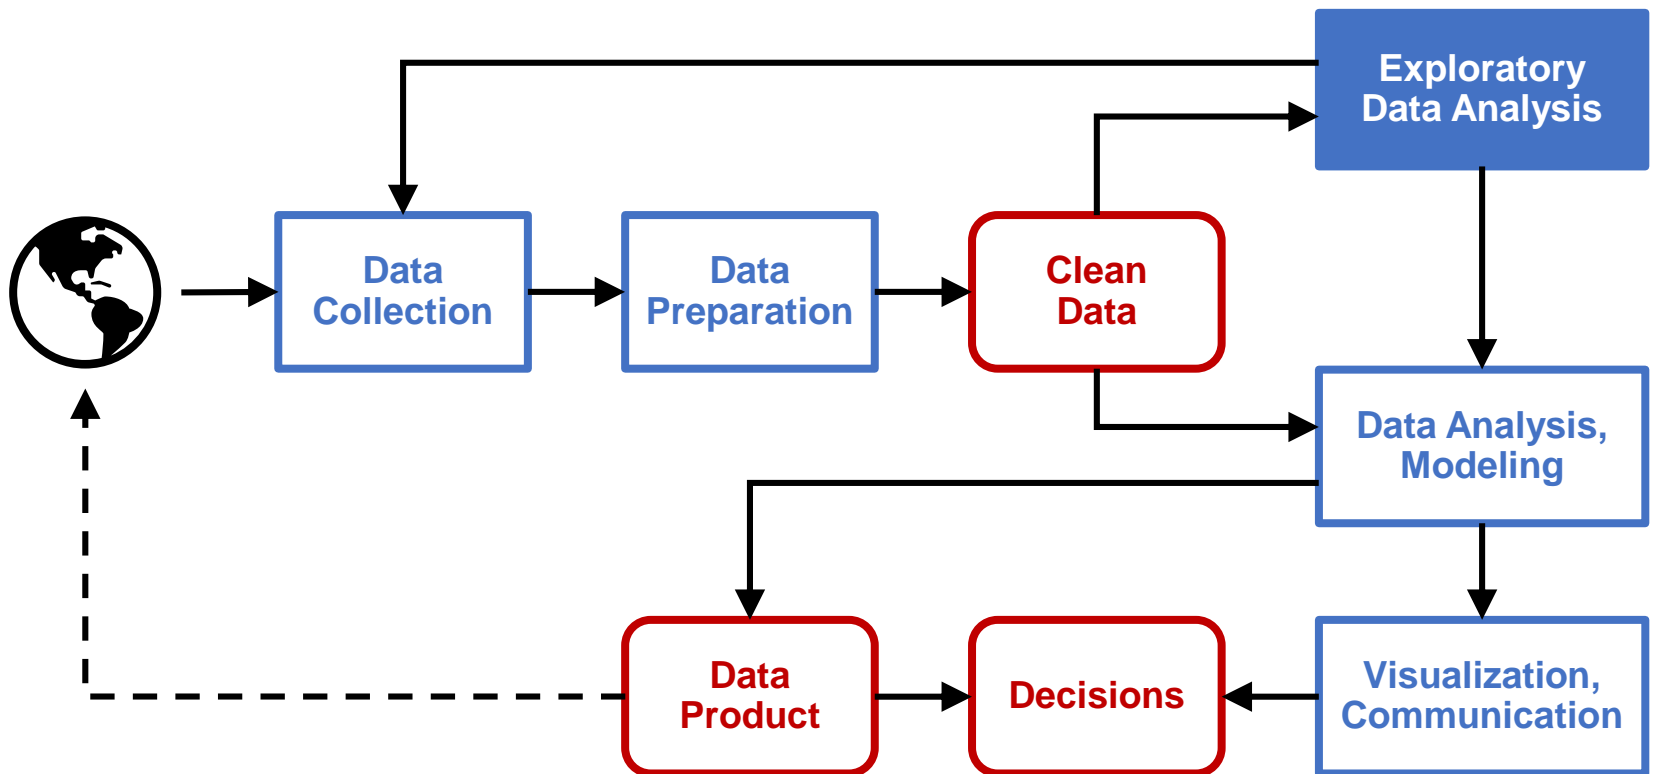 Exploratory
Data Analysis
Data
Collection
Data
Preparation
Clean
Data
Data Analysis,
Modeling
Data
Product
Decisions
Visualization,
Communication